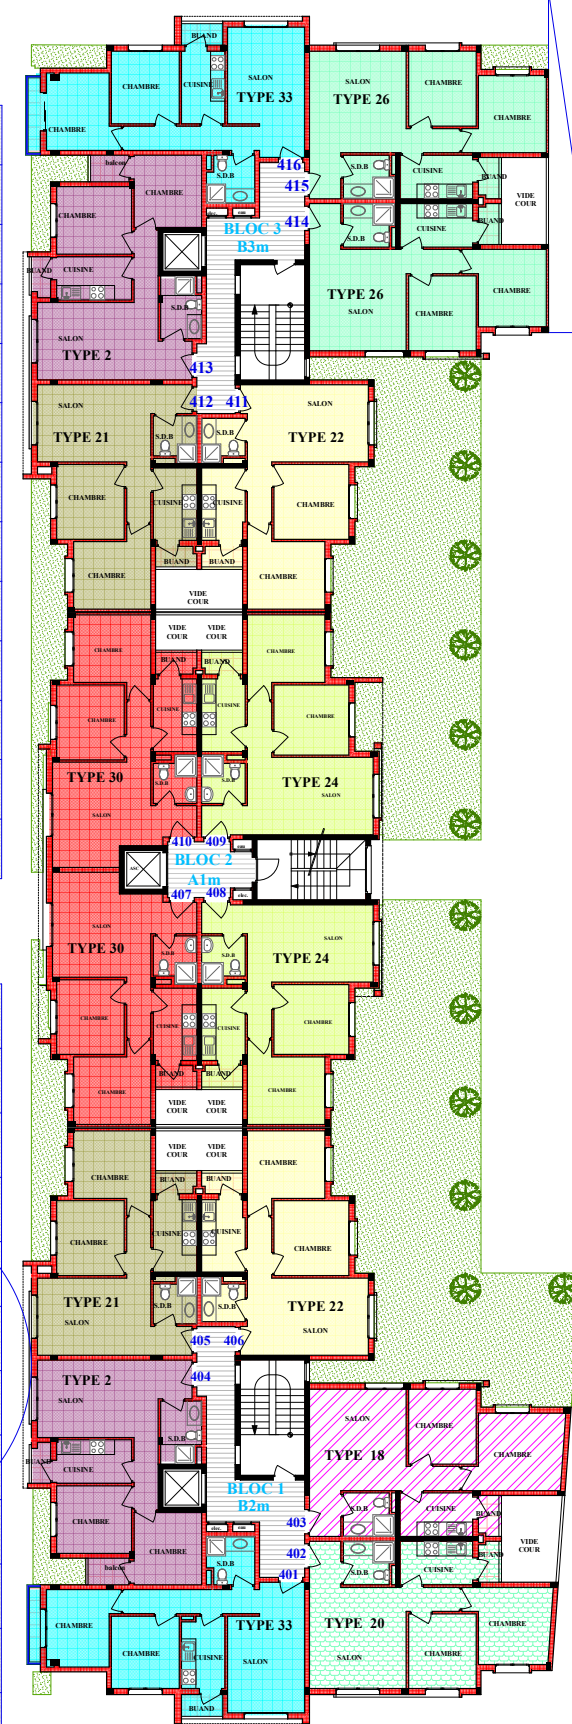 BUAND
SALON
CUISINE
CHAMBRE
TYPE 33
CHAMBRE
SALON
TYPE 26
CHAMBRE
CHAMBRE
balcon
CHAMBRE
S.D.B
416
415
S.D.B
CUISINE
BUAND
VIDE
COUR
elec.
eau
414
BLOC 3
B3m
S.D.B
CUISINE
BUAND
CHAMBRE
BUAND
CUISINE
S.D.B
SALON
TYPE 2
TYPE 26
SALON
CHAMBRE
CHAMBRE
413
412
411
SALON
TYPE 21
S.D.B
S.D.B
SALON
TYPE 22
CHAMBRE
CUISINE
CUISINE
CHAMBRE
CHAMBRE
BUAND
BUAND
CHAMBRE
VIDE
COUR
VIDE
COUR
VIDE
COUR
CHAMBRE
BUAND
BUAND
CHAMBRE
CHAMBRE
CUISINE
CUISINE
CHAMBRE
TYPE 30
S.D.B
S.D.B
TYPE 24
SALON
SALON
410
409
eau
BLOC 2
A1m
ASC
407
408
elec.
SALON
TYPE 30
S.D.B
S.D.B
SALON
TYPE 24
CHAMBRE
CUISINE
CUISINE
CHAMBRE
CHAMBRE
BUAND
BUAND
CHAMBRE
VIDE
COUR
VIDE
COUR
VIDE
COUR
VIDE
COUR
CHAMBRE
BUAND
BUAND
CHAMBRE
CHAMBRE
CUISINE
CUISINE
CHAMBRE
TYPE 21
SALON
S.D.B
S.D.B
TYPE 22
SALON
405
406
404
TYPE 2
SALON
S.D.B
BUAND
CUISINE
SALON
TYPE 18
CHAMBRE
CHAMBRE
BLOC 1
B2m
S.D.B
CUISINE
BUAND
VIDE
COUR
CHAMBRE
elec.
eau
403
402
401
CHAMBRE
balcon
S.D.B
S.D.B
CUISINE
BUAND
CHAMBRE
CHAMBRE
CUISINE
TYPE 33
SALON
BUAND
TYPE 20
SALON
CHAMBRE
CHAMBRE